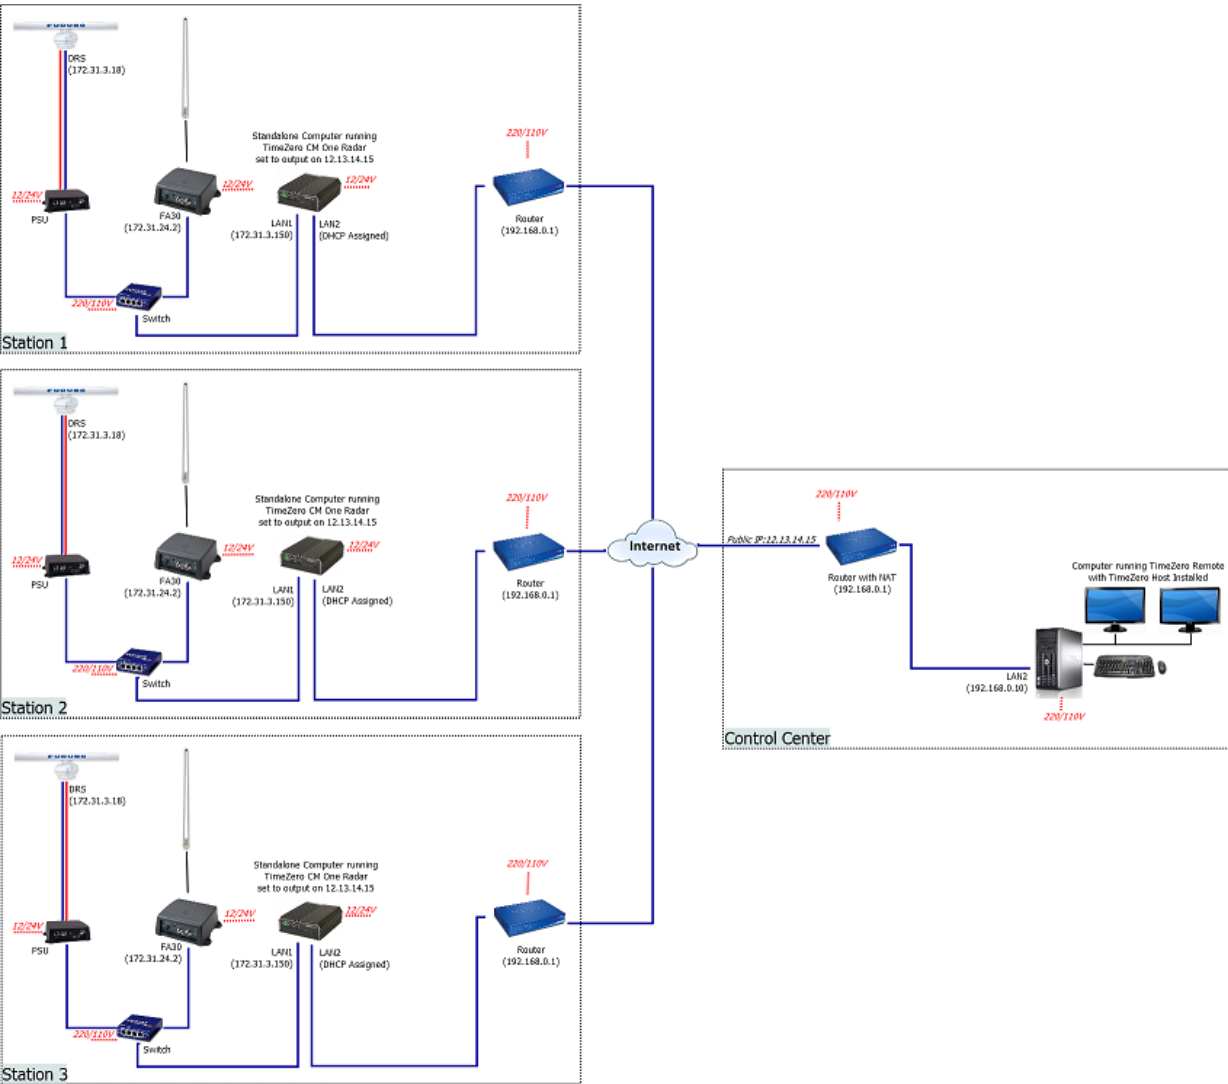 FURUNO
DRS
(172.31.3.18)
Standalone Computer running
TimeZero CM One Radar
set to output on 12.13.14.15
220/110V
12/24V
PSU
FA30
(172.31.24.2)
12/24V
12/24V
LAN1
(172.31.3.150)
LAN2
(DHCP Assigned)
Router
(192.168.0.1)
220/110V
Switch
Station 1
FURUNO
DRS
(172.31.3.18)
Standalone Computer running
TimeZero CM One Radar
set to output on 12.13.14.15
220/110V
12/24V
PSU
FA30
(172.31.24.2)
12/24V
12/24V
LAN1
(172.31.3.150)
LAN2
(DHCP Assigned)
Router
(192.168.0.1)
220/110V
Switch
Station 2
FURUNO
DRS
(172.31.3.18)
Standalone Computer running
TimeZero CM One Radar
set to output on 12.13.14.15
220/110V
12/24V
PSU
FA30
(172.31.24.2)
12/24V
12/24V
LAN1
(172.31.3.150)
LAN2
(DHCP Assigned)
Router
(192.168.0.1)
220/110V
Switch
Station 3
Internet
Public IP:12.13.14.15
220/110V
Router with NAT
(192.168.0.1)
Computer running TimeZero Remote
with TimeZero Host Installed
LAN2
(192.168.0.10)
220/110V
Control Center